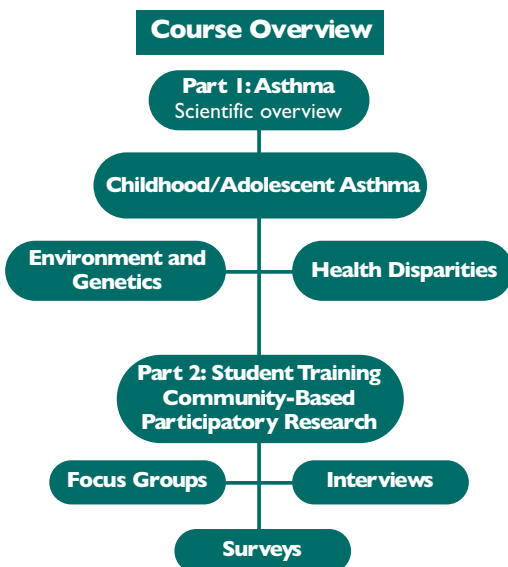 Course Overview
Part 1: Asthma
Scientific overview
Childhood/Adolescent Asthma
Environment and
Genetics
Health Disparities
Part 2: Student Training
Community-Based
Participatory Research
Focus Groups
Interviews
Surveys